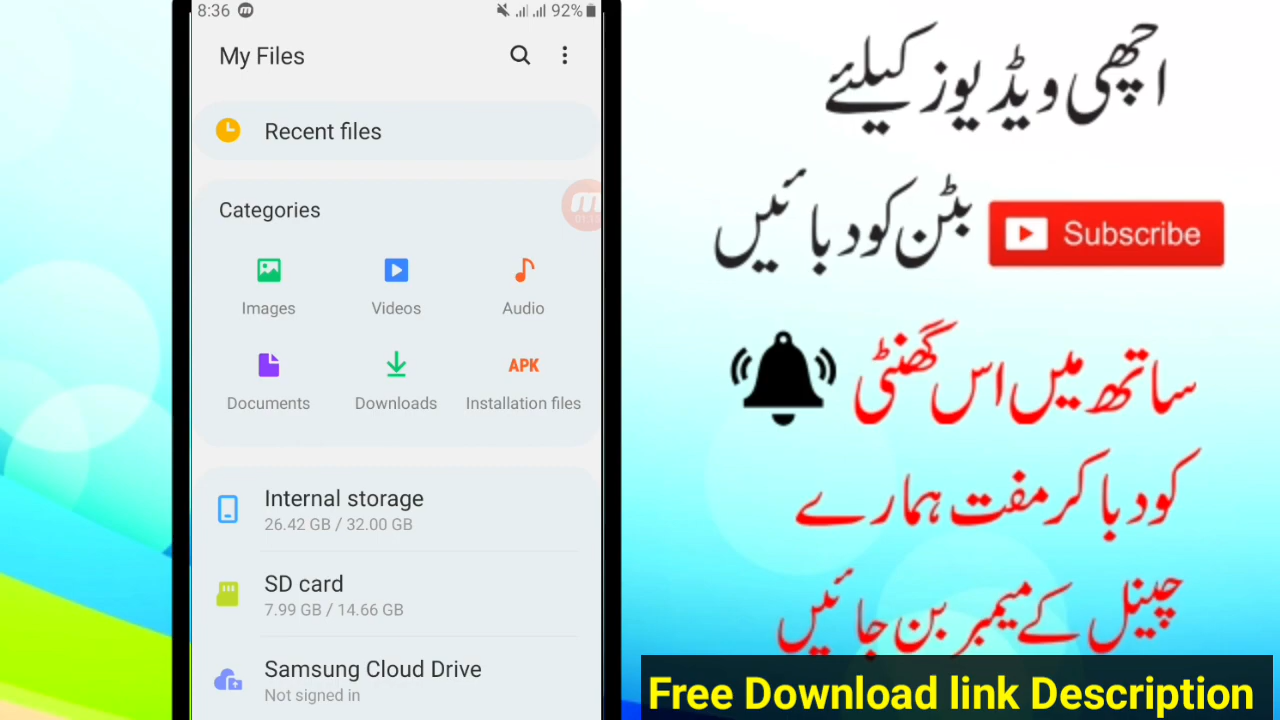 8:36
92%
My Files
Recent files
Categories
01:10
Images
Videos
Audio
Documents
Downloads
APK
Installation files
Internal storage
26.42 GB / 32.00 GB
SD card
7.99 GB / 14.66 GB
Samsung Cloud Drive
Not signed in
اچھی ویڈیوز کیلئے
Subscribe بٹن کو دبائیں
ساتھ میں اس گھنٹی
کو دبا کر مفت ہمارے
چینل کے میمبر بن جائیں
Free Download link Description